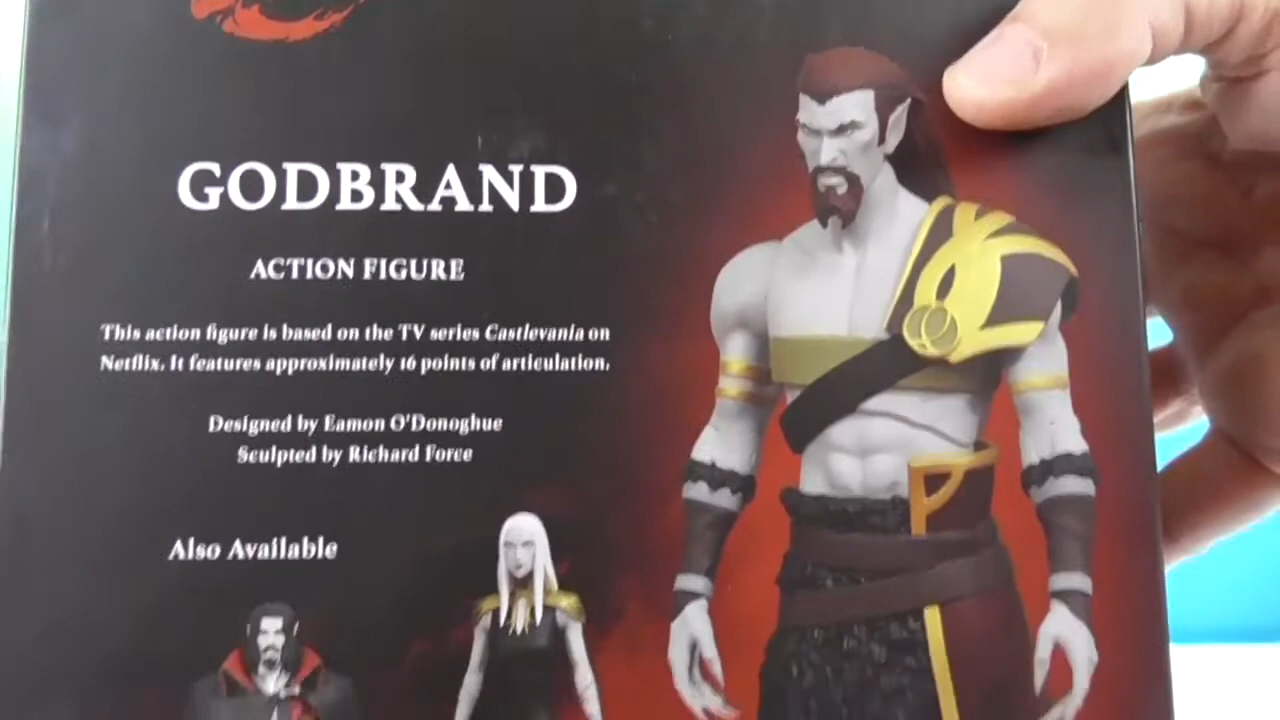 GODBRAND
ACTION FIGURE
This action figure is based on the TV series Castlevania on
Netflix. It features approximately 16 points of articulation.
Designed by Eamon O'Donoghue
Sculpted by Richard Force
Also Available